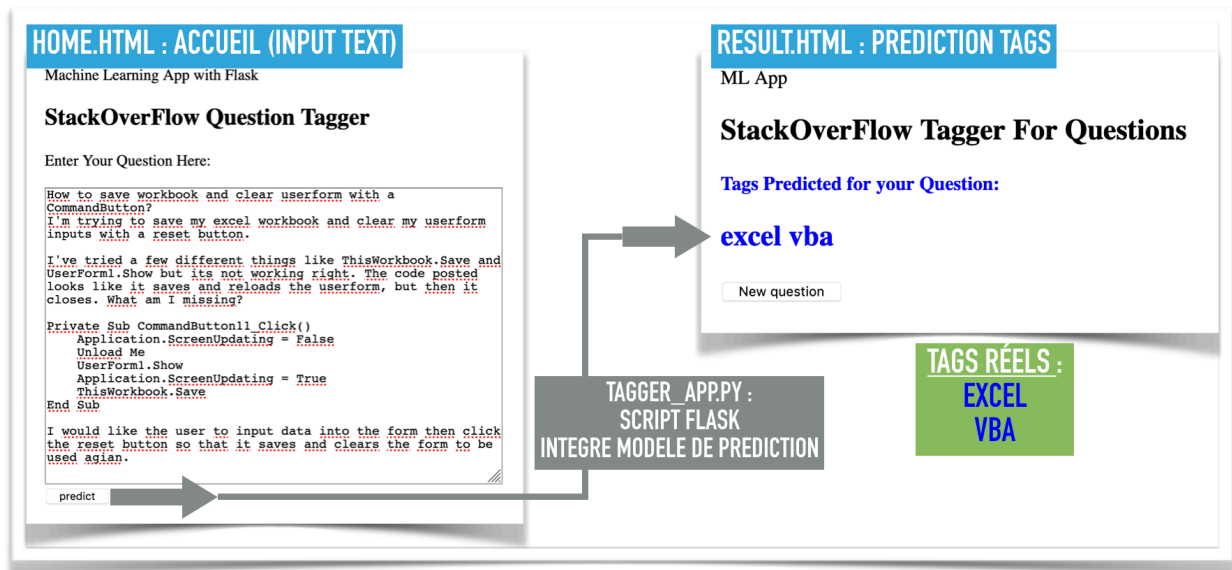 HOME.HTML : ACCUEIL (INPUT TEXT)
Machine Learning App with Flask
StackOverFlow Question Tagger
Enter Your Question Here:
How to save workbook and clear userform with a
CommandButton?
I'm trying to save my excel workbook and clear my userform
inputs with a reset button.
I've tried a few different things like ThisWorkbook.Save and
UserForm1.Show but its not working right. The code posted
looks like it saves and reloads the userform, but then it
closes. What am I missing?
Private Sub CommandButton11_Click()
Application.ScreenUpdating = False
Unload Me
UserForm1.Show
Application.ScreenUpdating = True
ThisWorkbook.Save
End Sub
I would like the user to input data into the form then click
the reset button so that it saves and clears the form to be
used agian.
predict
TAGGER_APP.PY :
SCRIPT FLASK
INTEGRE MODELE DE PREDICTION
RESULT.HTML : PREDICTION TAGS
ML App
StackOverFlow Tagger For Questions
Tags Predicted for your Question:
excel vba
New question
TAGS RÉELS :
EXCEL
VBA